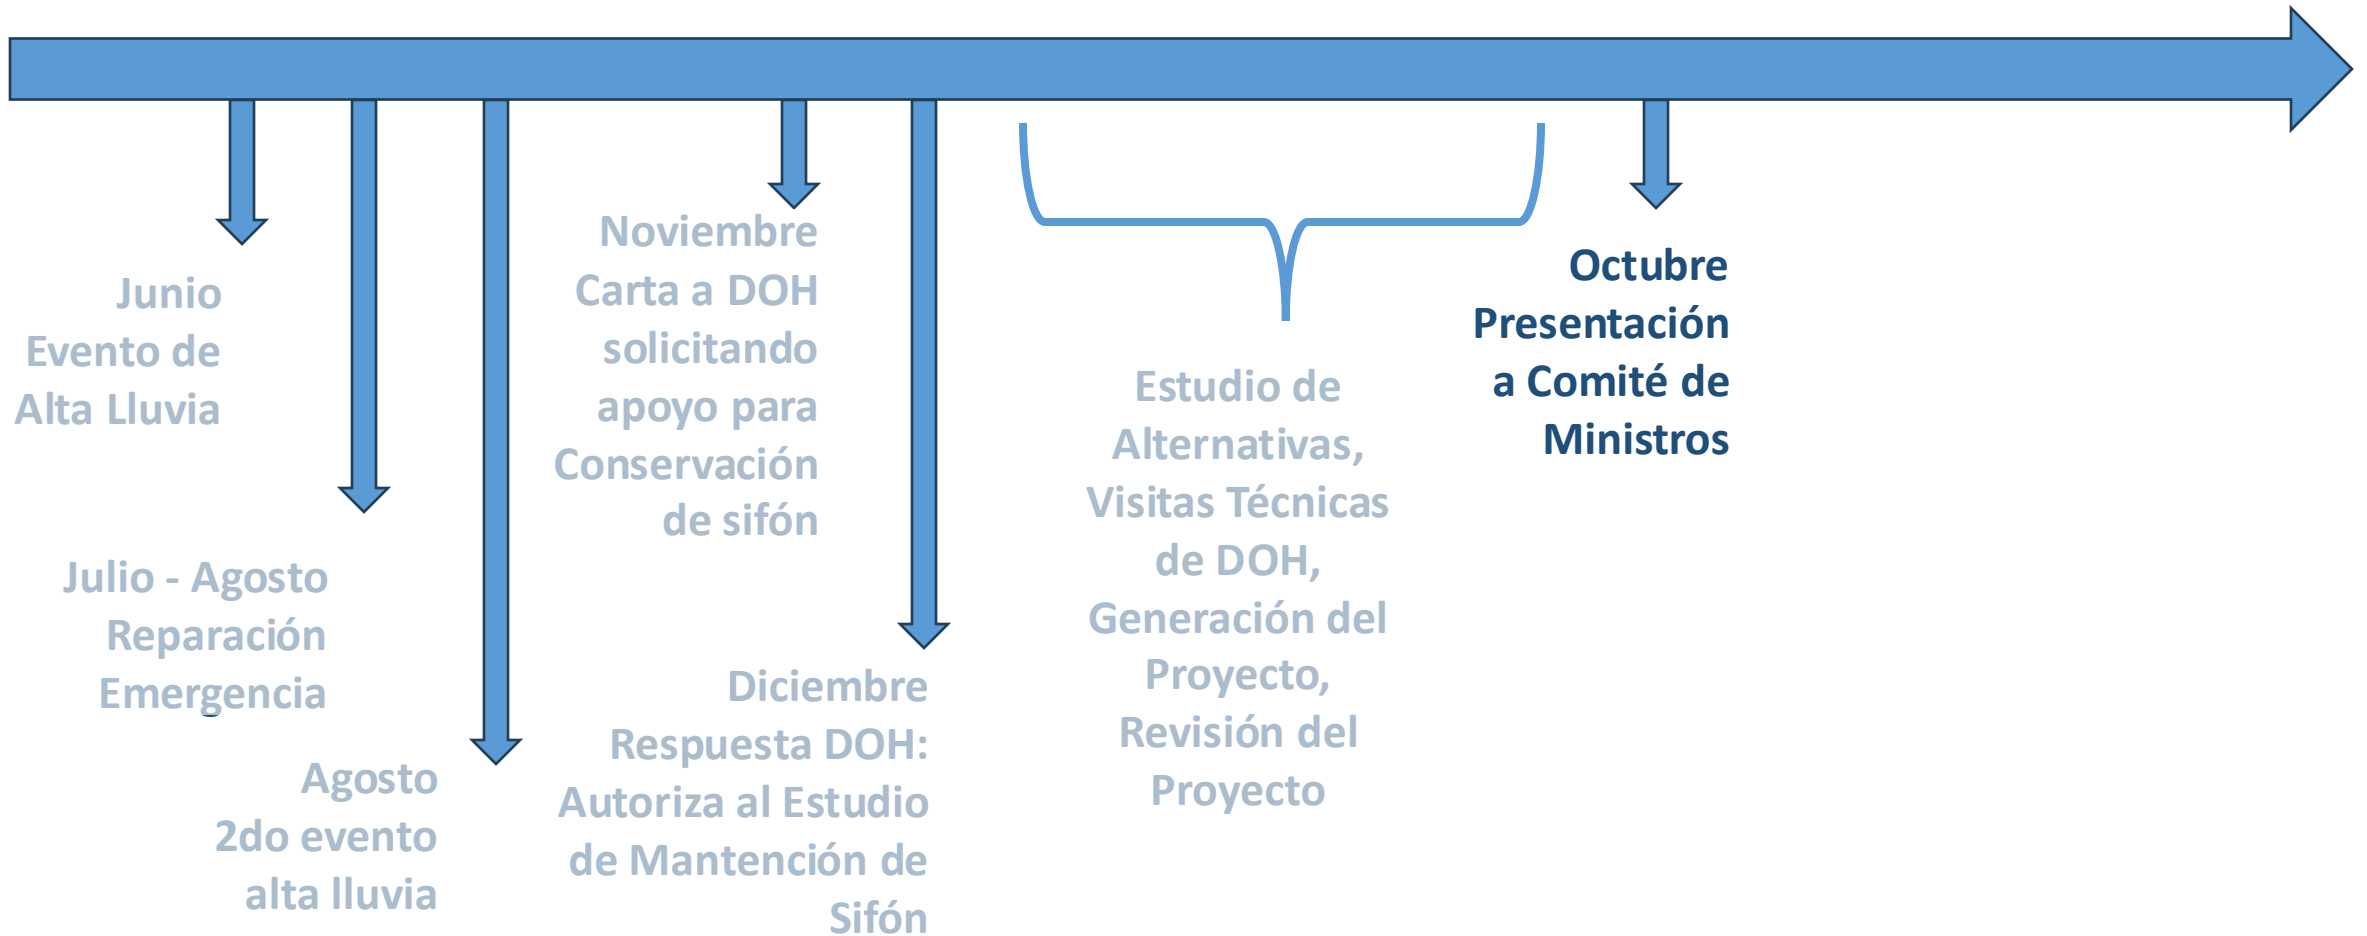 Junio
Evento de
Alta Lluvia
Julio - Agosto
Reparación
Emergencia
Agosto
2do evento
alta lluvia
Noviembre
Carta a DOH
solicitando
apoyo para
Conservación
de sifón
Diciembre
Respuesta DOH:
Autoriza al Estudio
de Mantención de
Sifón
Estudio de
Alternativas,
Visitas Técnicas
de DOH,
Generación del
Proyecto,
Revisión del
Proyecto
Octubre
Presentación
a Comité de
Ministros